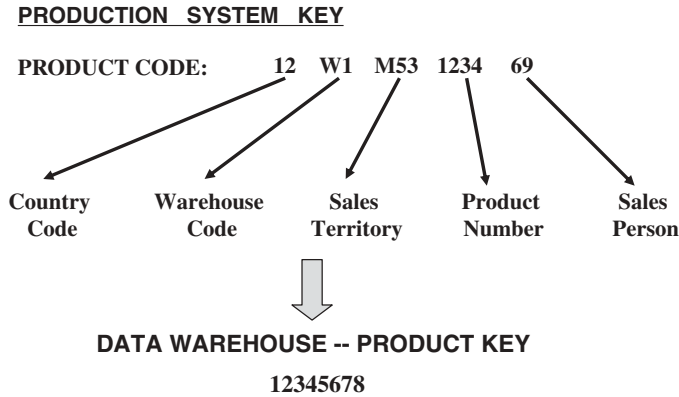 PRODUCTION SYSTEM KEY
PRODUCT CODE: 12 W1 M53 1234 69
Country Code
Warehouse Code
Sales Territory
Product Number
Sales Person
DATA WAREHOUSE -- PRODUCT KEY
12345678